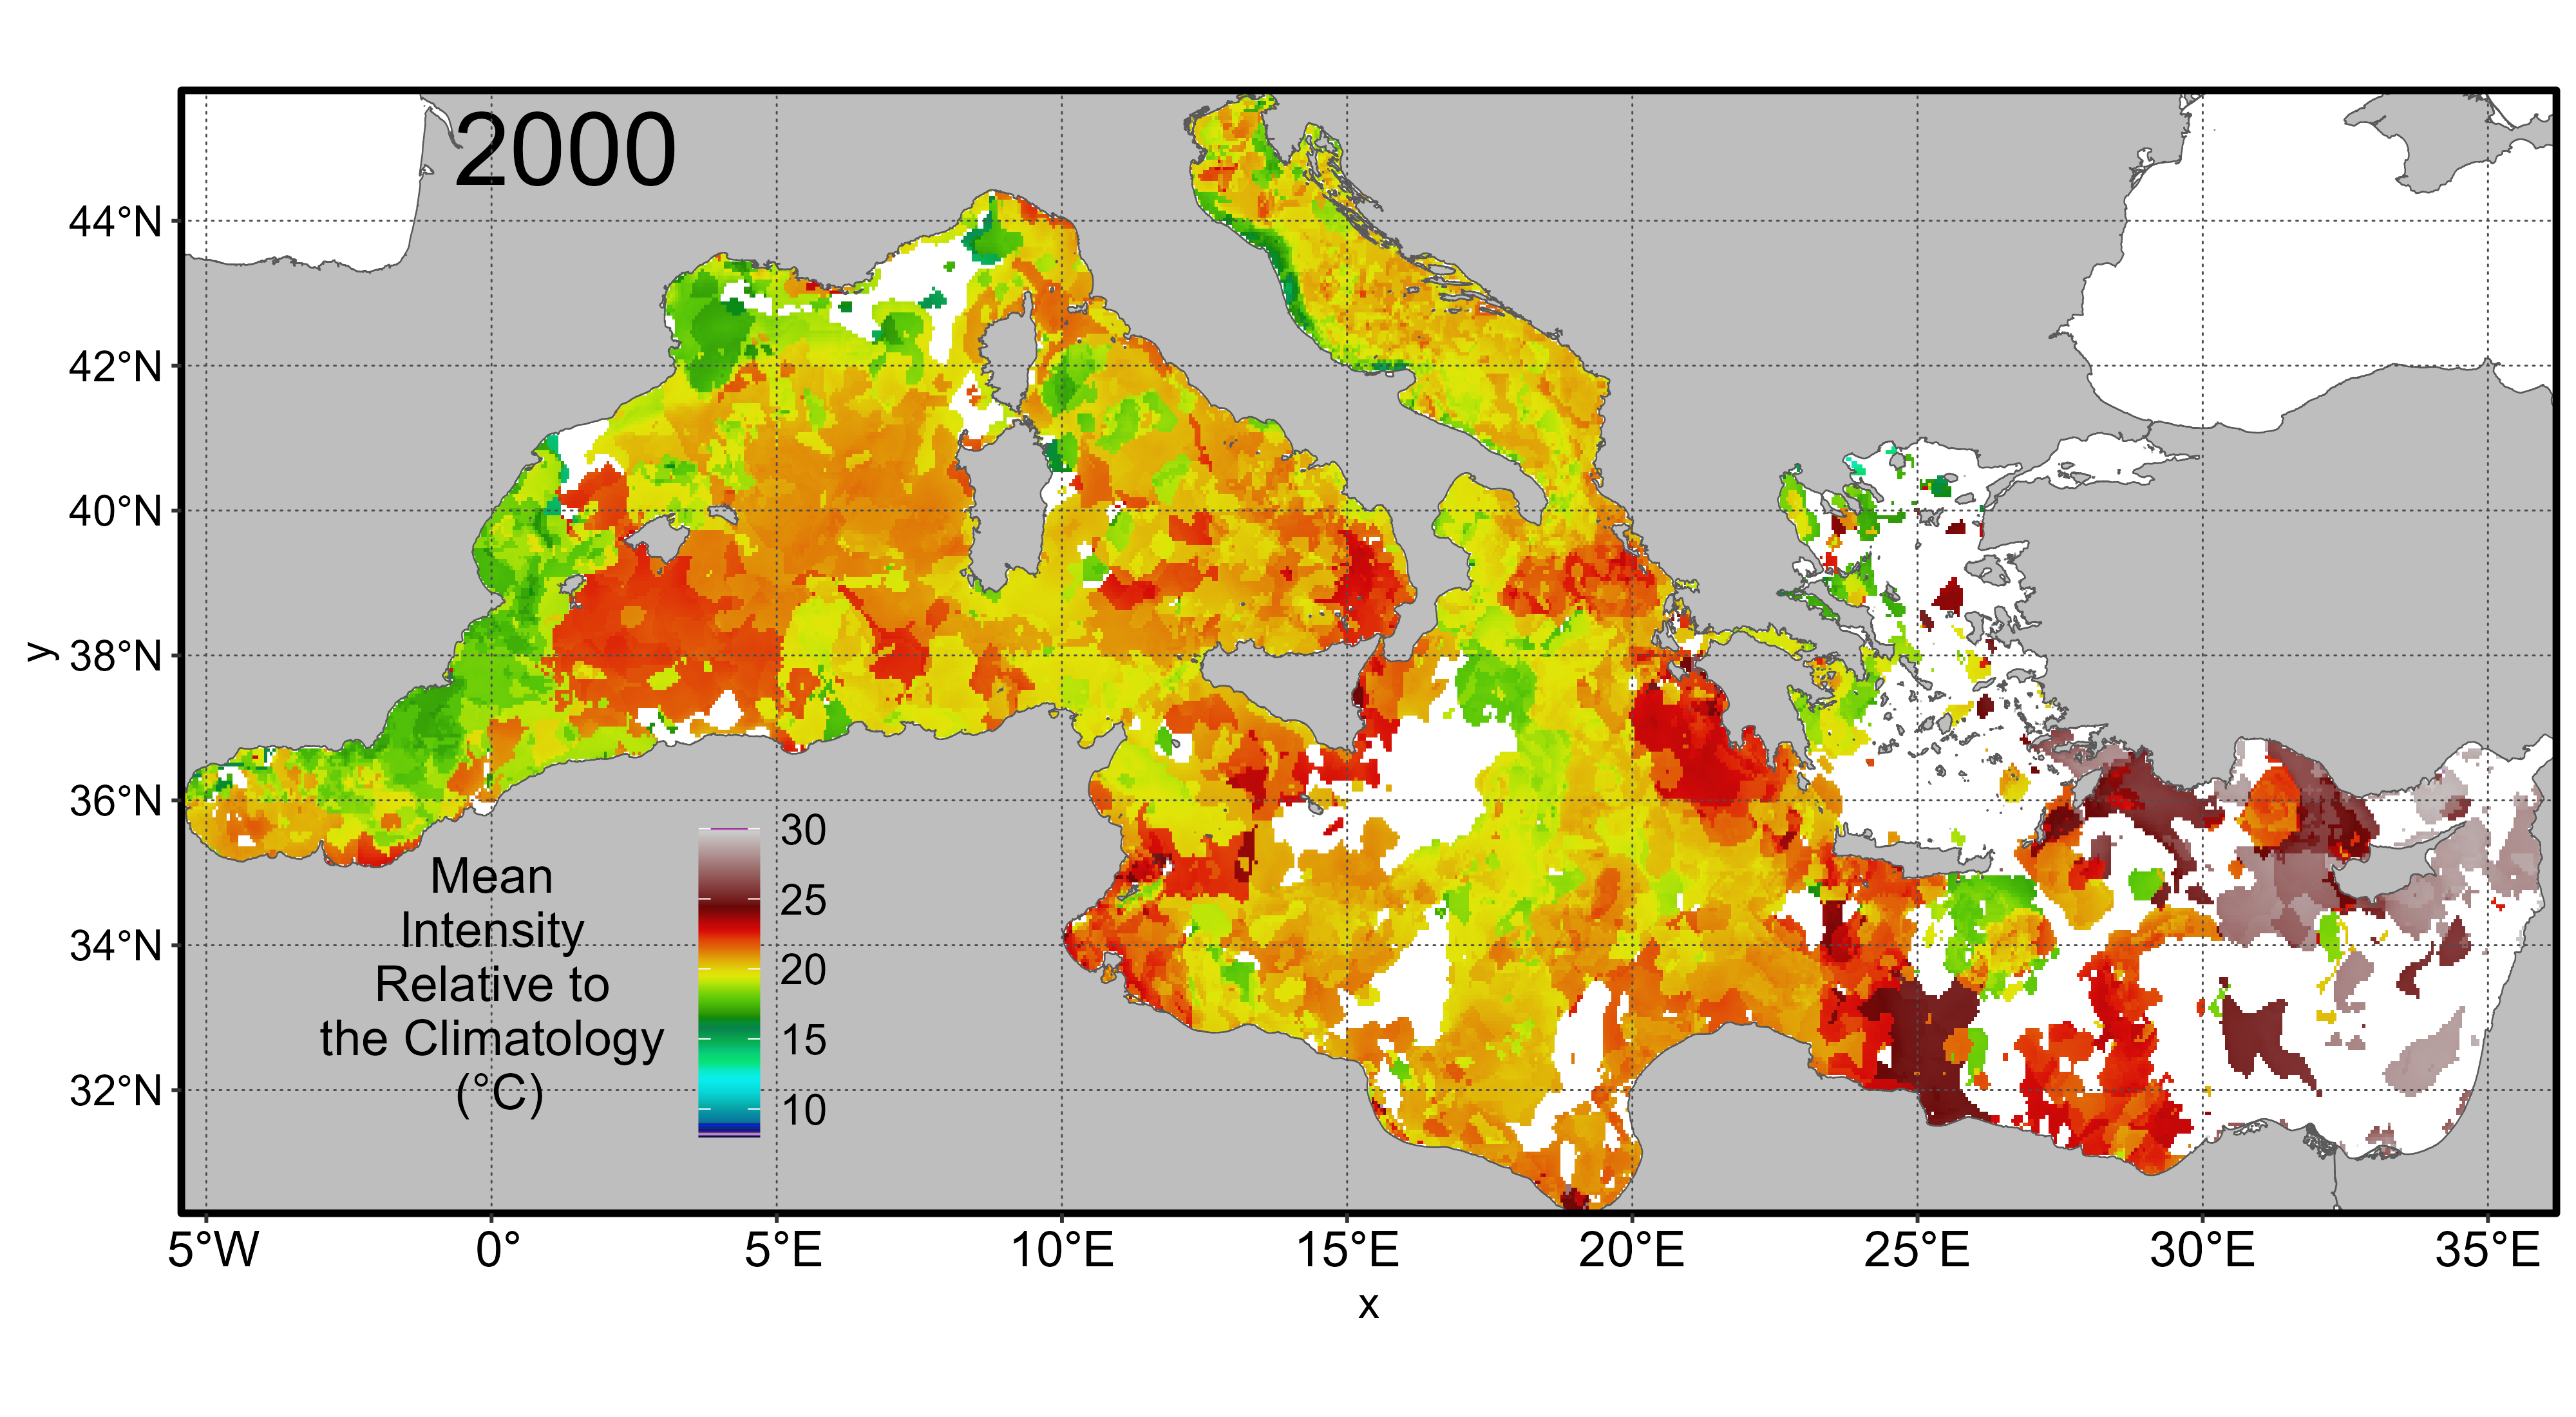 2000
44°N
42°N
40°N
38°N
36°N
34°N
32°N
y
Mean
Intensity
Relative to
the Climatology
(°C)
30
25
20
15
10
5°W
0°
5°E
10°E
15°E
20°E
25°E
30°E
35°E
x